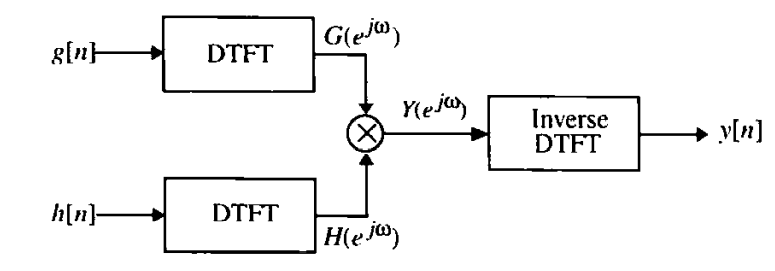 g[n]
DTFT
G(e^{jω})
Y(e^{jω})
Inverse
DTFT
y[n]
h[n]
DTFT
H(e^{jω})